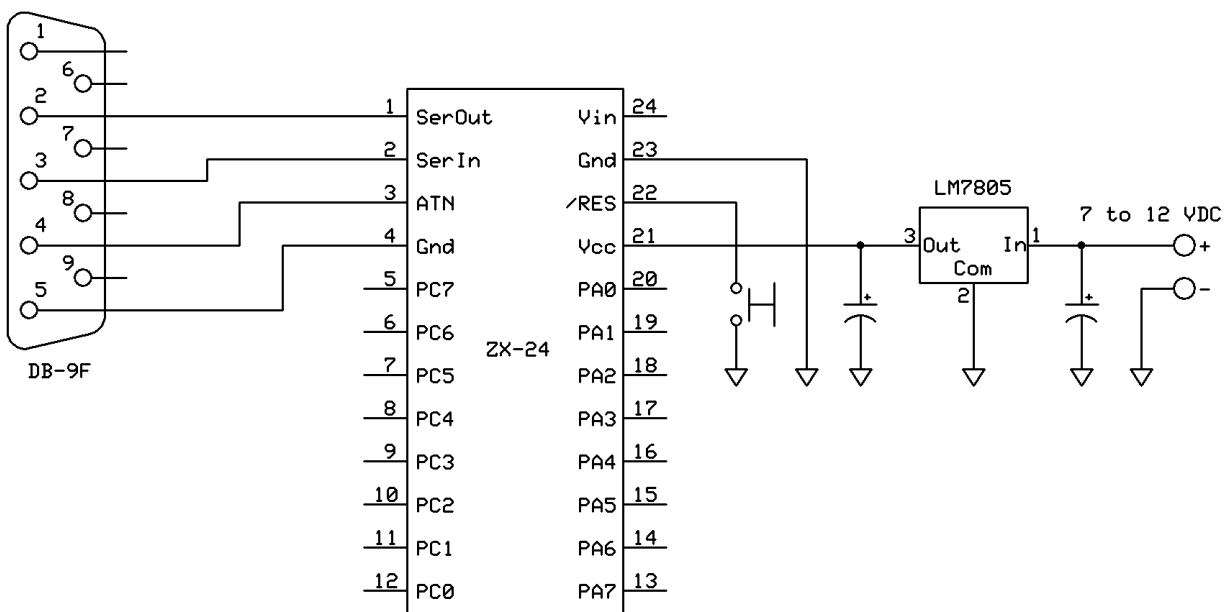 1
6
2
7
3
8
4
9
5
DB-9F
ZX-24
1 SerOut
2 SerIn
3 ATN
4 Gnd
5 PC7
6 PC6
7 PC5
8 PC4
9 PC3
10 PC2
11 PC1
12 PC0
Vin 24
Gnd 23
/RES 22
Vcc 21
PA0 20
PA1 19
PA2 18
PA3 17
PA4 16
PA5 15
PA6 14
PA7 13
LM7805
3 Out In 1
Com
2
+
+
7 to 12 VDC
+
-